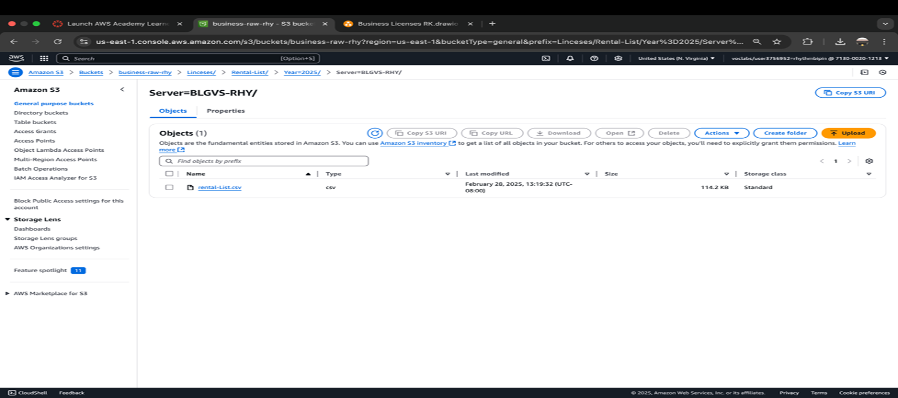 Launch AWS Academy Learn
business-raw-rhy - S3 bucke
Business Licenses RK.drawi
us-east-1.console.aws.amazon.com/s3/buckets/business-raw-rhy?region=us-east-1&bucketType=general&prefix=Linceses/Rental-List/Year%3D2025/Server%...
aws
Search
[Option+S]
United States (N. Virginia)
Amazon S3 > Buckets > business-raw-rhy > Linceses/ > Rental-List/ > Year=2025/ > Server=BLGVS-RHY/
Amazon S3
General purpose buckets
Directory buckets
Table buckets
Access Grants
Access Points
Object Lambda Access Points
Multi-Region Access Points
Batch Operations
IAM Access Analyzer for S3
Block Public Access settings for this
account
Storage Lens
Dashboards
Storage Lens groups
AWS Organizations settings
Feature spotlight 11
AWS Marketplace for S3
Server=BLGVS-RHY/
Copy S3 URI
Objects
Properties
Objects (1)
Copy S3 URI
Copy URL
Download
Open
Delete
Actions
Create folder
Upload
Objects are the fundamental entities stored in Amazon S3. You can use Amazon S3 inventory to get a list of all objects in your bucket. For others to access your objects, you'll need to explicitly grant them permissions. Learn
more
Find objects by prefix
1
Name
Type
Last modified
Size
Storage class
rental-List.csv
csv
February 28, 2025, 13:19:32 (UTC-
08:00)
114.2 KB
Standard
CloudShell
Feedback
© 2025, Amazon Web Services, Inc. or its affiliates.
Privacy
Terms
Cookie preferences